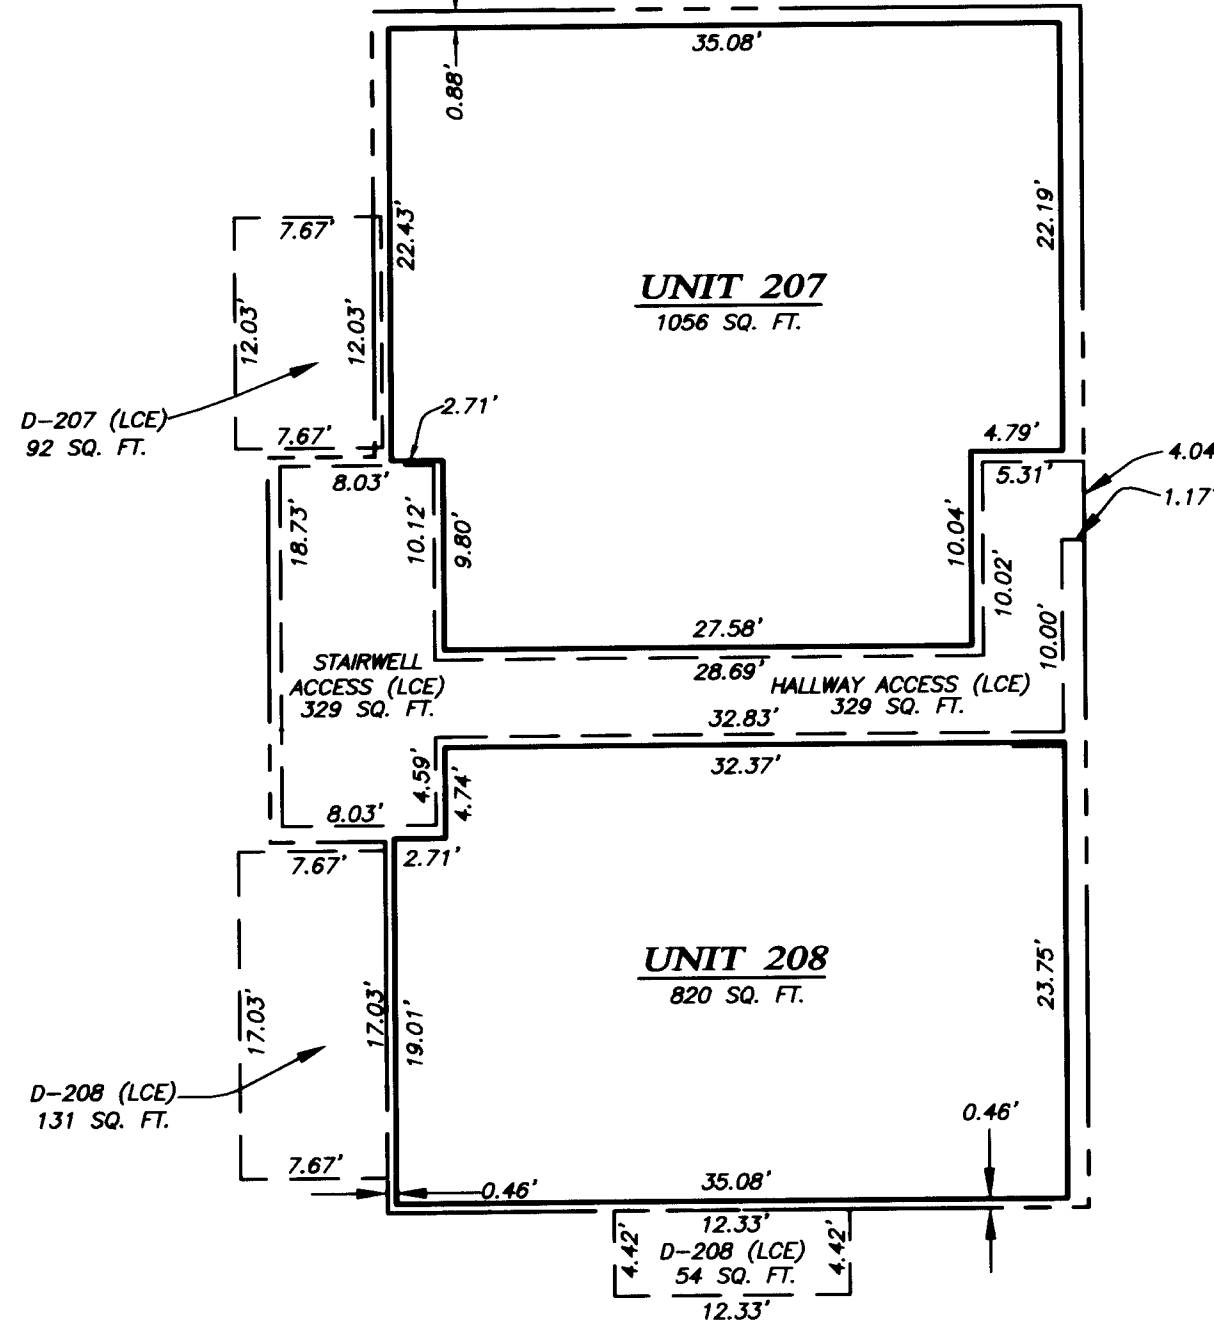 35.08'
0.88'
22.43'
22.19'
7.67'
UNIT 207
1056 SQ. FT.
12.03'
12.03'
D-207 (LCE)
92 SQ. FT.
2.71'
7.67'
4.79'
4.04
8.03'
5.31'
1.17'
18.73'
10.12'
9.80'
10.04'
10.02'
10.00'
27.58'
28.69'
STAIRWELL
ACCESS (LCE)
329 SQ. FT.
HALLWAY ACCESS (LCE)
329 SQ. FT.
32.83'
32.37'
4.59'
4.74'
8.03'
2.71'
7.67'
UNIT 208
820 SQ. FT.
23.75'
17.03'
17.03'
19.01'
D-208 (LCE)
131 SQ. FT.
0.46'
7.67'
0.46'
35.08'
12.33'
4.42'
D-208 (LCE)
54 SQ. FT.
4.42'
12.33'